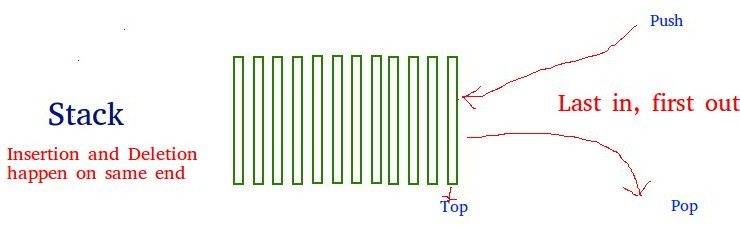 Push
Last in, first out
Stack
Insertion and Deletion
happen on same end
Top
Pop